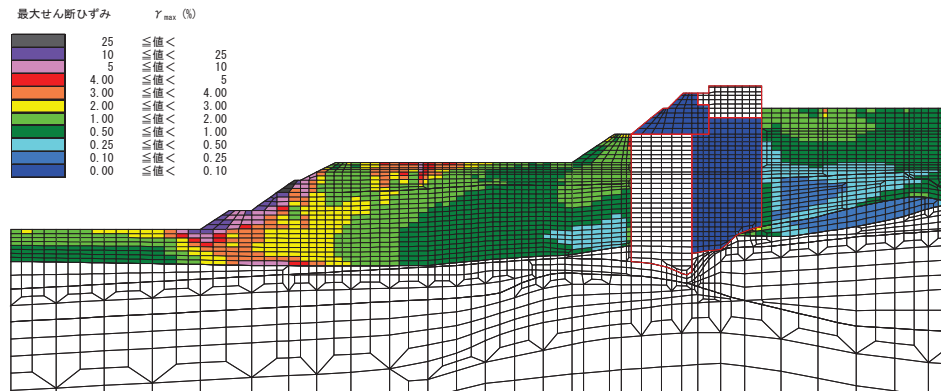 最大せん断ひずみ γmax (%)
25 ≦値<
10 ≦値< 25
5 ≦値< 10
4.00 ≦値< 5
3.00 ≦値< 4.00
2.00 ≦値< 3.00
1.00 ≦値< 2.00
0.50 ≦値< 1.00
0.25 ≦値< 0.50
0.10 ≦値< 0.25
0.00 ≦値< 0.10